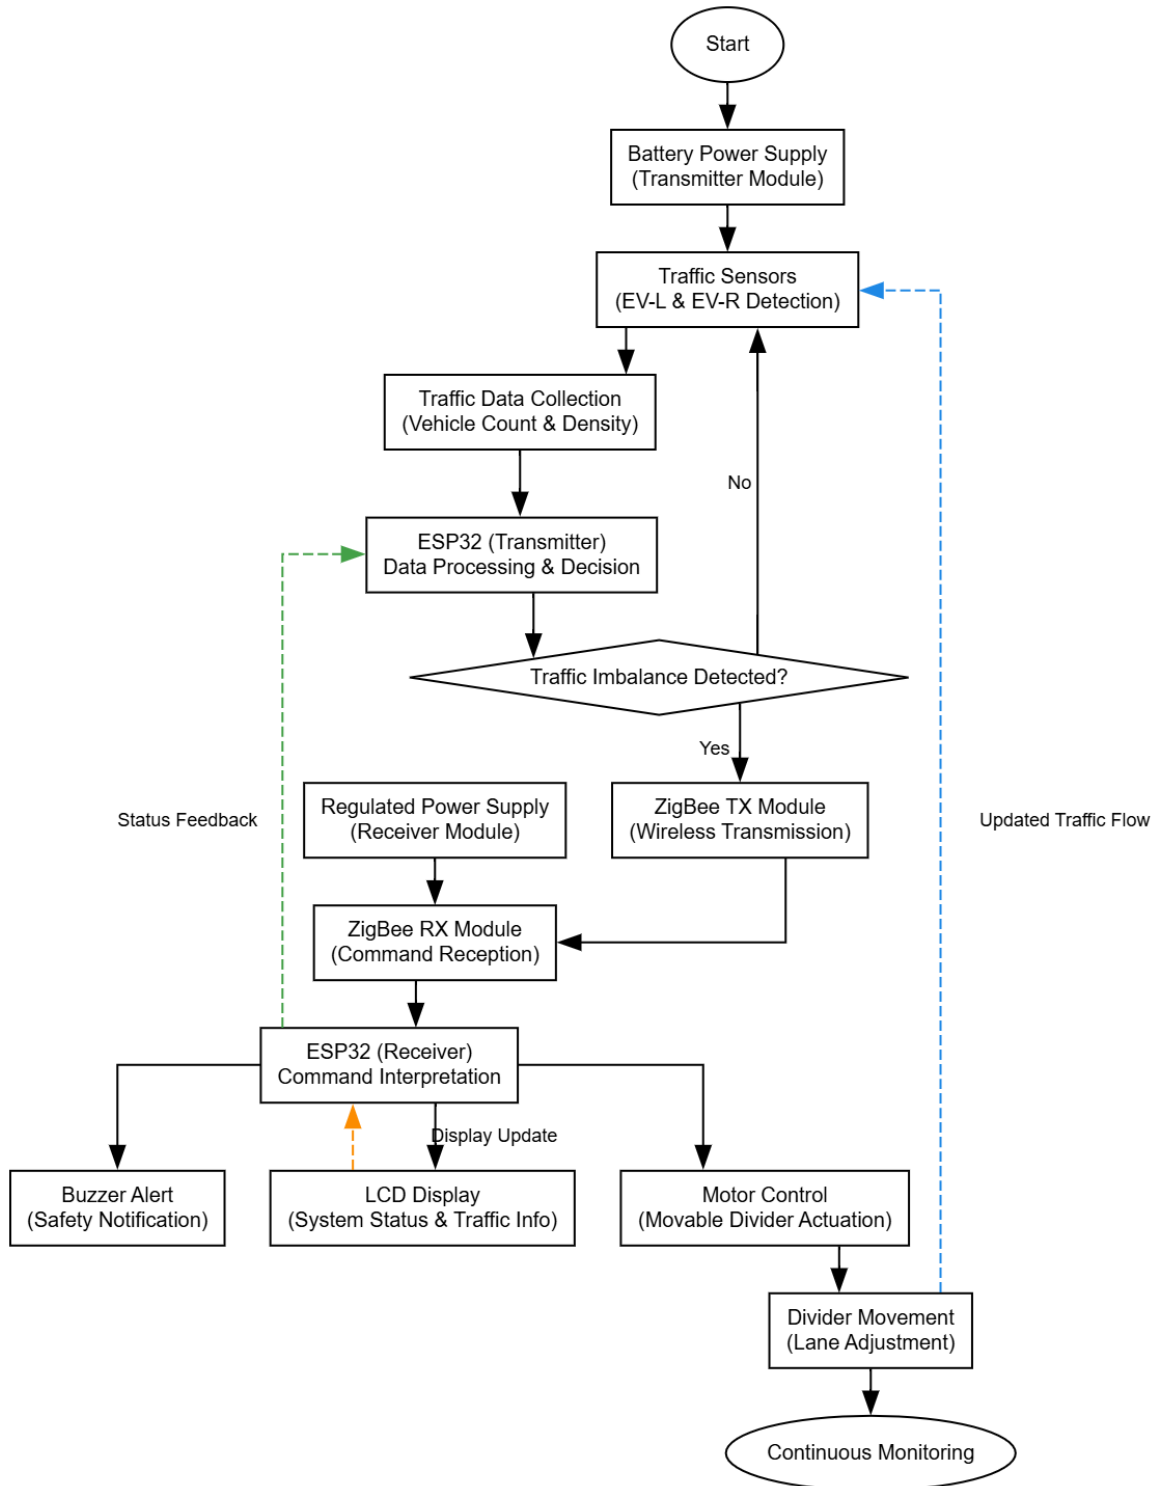 Start
Battery Power Supply
(Transmitter Module)
Traffic Sensors
(EV-L & EV-R Detection)
Traffic Data Collection
(Vehicle Count & Density)
No
ESP32 (Transmitter)
Data Processing & Decision
Traffic Imbalance Detected?
Yes
Regulated Power Supply
(Receiver Module)
ZigBee TX Module
(Wireless Transmission)
Status Feedback
Updated Traffic Flow
ZigBee RX Module
(Command Reception)
ESP32 (Receiver)
Command Interpretation
Display Update
Buzzer Alert
(Safety Notification)
LCD Display
(System Status & Traffic Info)
Motor Control
(Movable Divider Actuation)
Divider Movement
(Lane Adjustment)
Continuous Monitoring